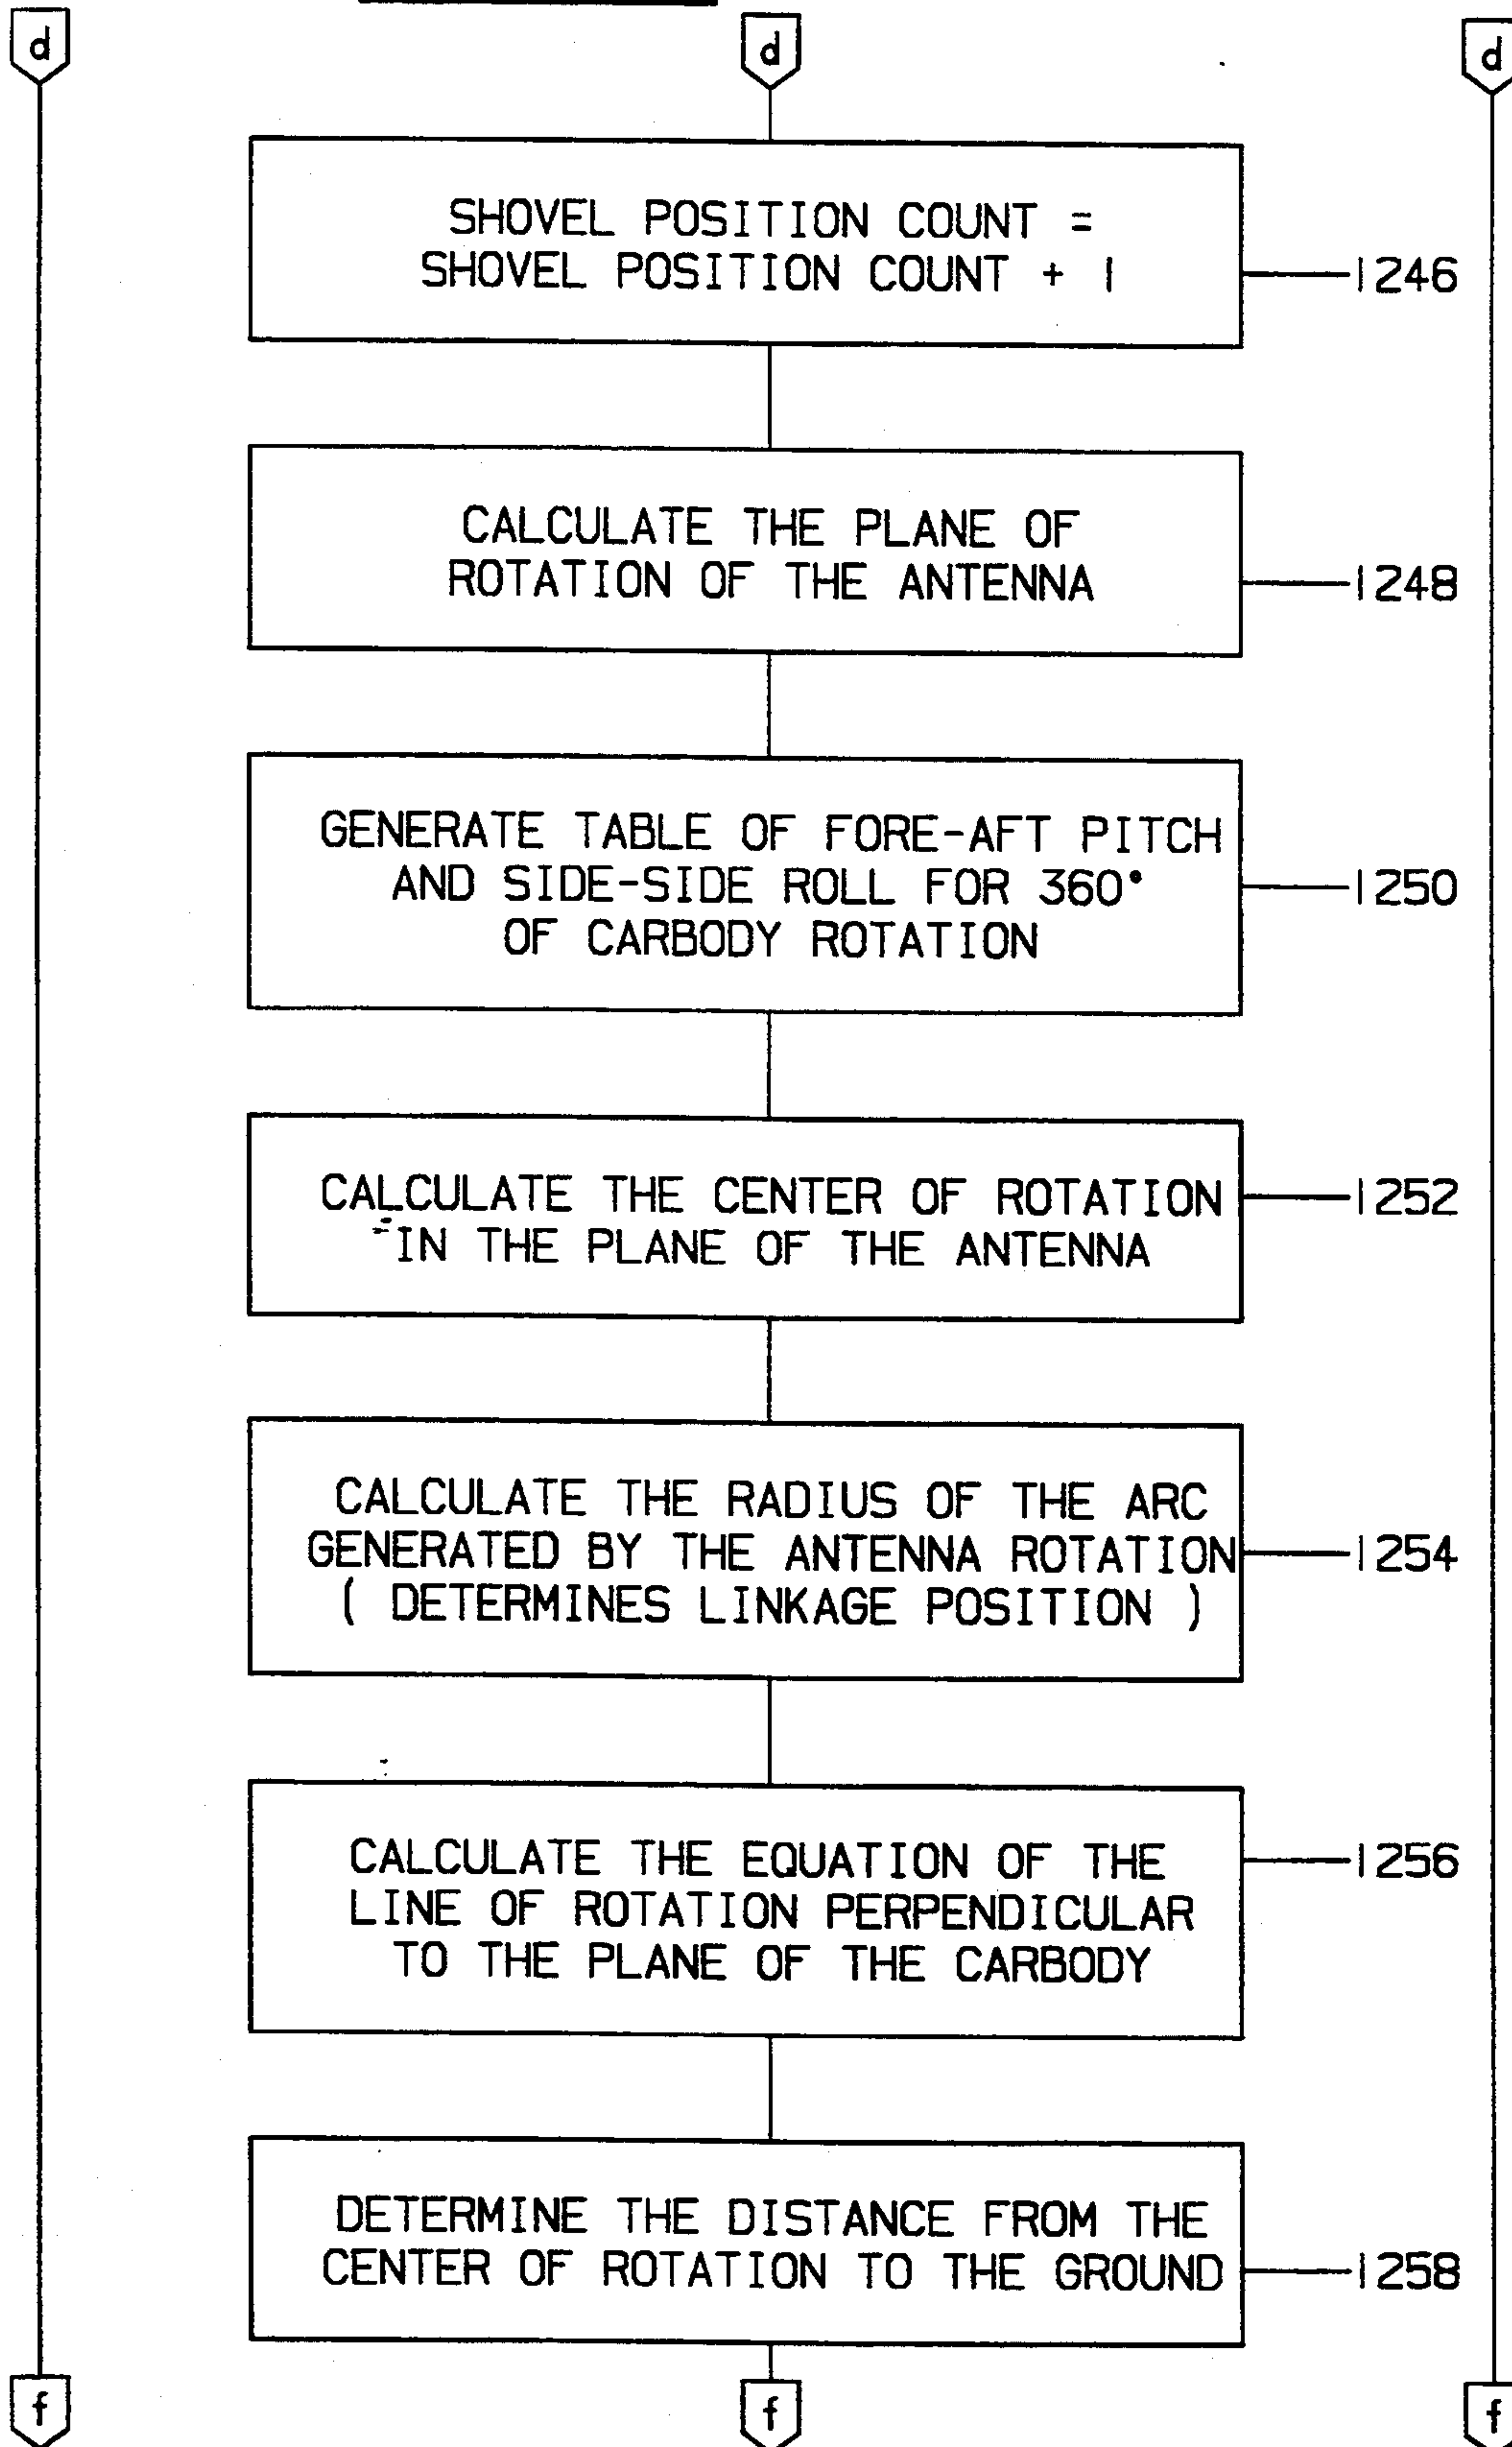 d d d
SHOVEL POSITION COUNT =
SHOVEL POSITION COUNT + 1
1246
CALCULATE THE PLANE OF
ROTATION OF THE ANTENNA
1248
GENERATE TABLE OF FORE-AFT PITCH
AND SIDE-SIDE ROLL FOR 360°
OF CARBODY ROTATION
1250
CALCULATE THE CENTER OF ROTATION
IN THE PLANE OF THE ANTENNA
1252
CALCULATE THE RADIUS OF THE ARC
GENERATED BY THE ANTENNA ROTATION
( DETERMINES LINKAGE POSITION )
1254
CALCULATE THE EQUATION OF THE
LINE OF ROTATION PERPENDICULAR
TO THE PLANE OF THE CARBODY
1256
DETERMINE THE DISTANCE FROM THE
CENTER OF ROTATION TO THE GROUND
1258
f f f